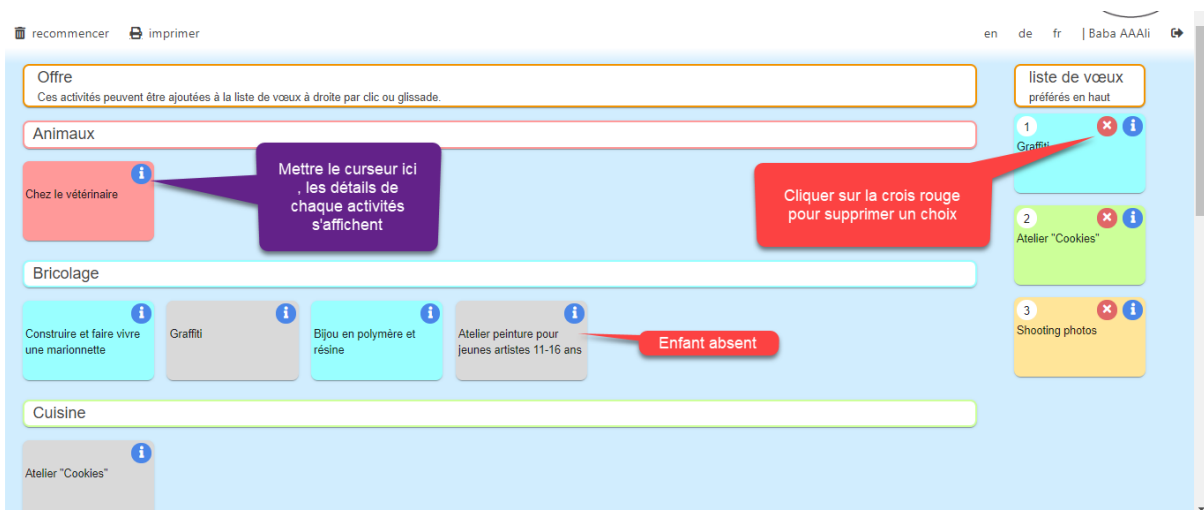 recommencer imprimer en de fr | Baba AAAli
Offre
Ces activités peuvent être ajoutées à la liste de vœux à droite par clic ou glissade.
liste de vœux
préférés en haut
Animaux
Chez le vétérinaire
Mettre le curseur ici
, les détails de
chaque activités
s'affichent
Cliquer sur la crois rouge
pour supprimer un choix
1
Graffiti
2
Atelier "Cookies"
3
Shooting photos
Bricolage
Construire et faire vivre
une marionnette
Graffiti
Bijou en polymère et
résine
Atelier peinture pour
jeunes artistes 11-16 ans
Enfant absent
Cuisine
Atelier "Cookies"